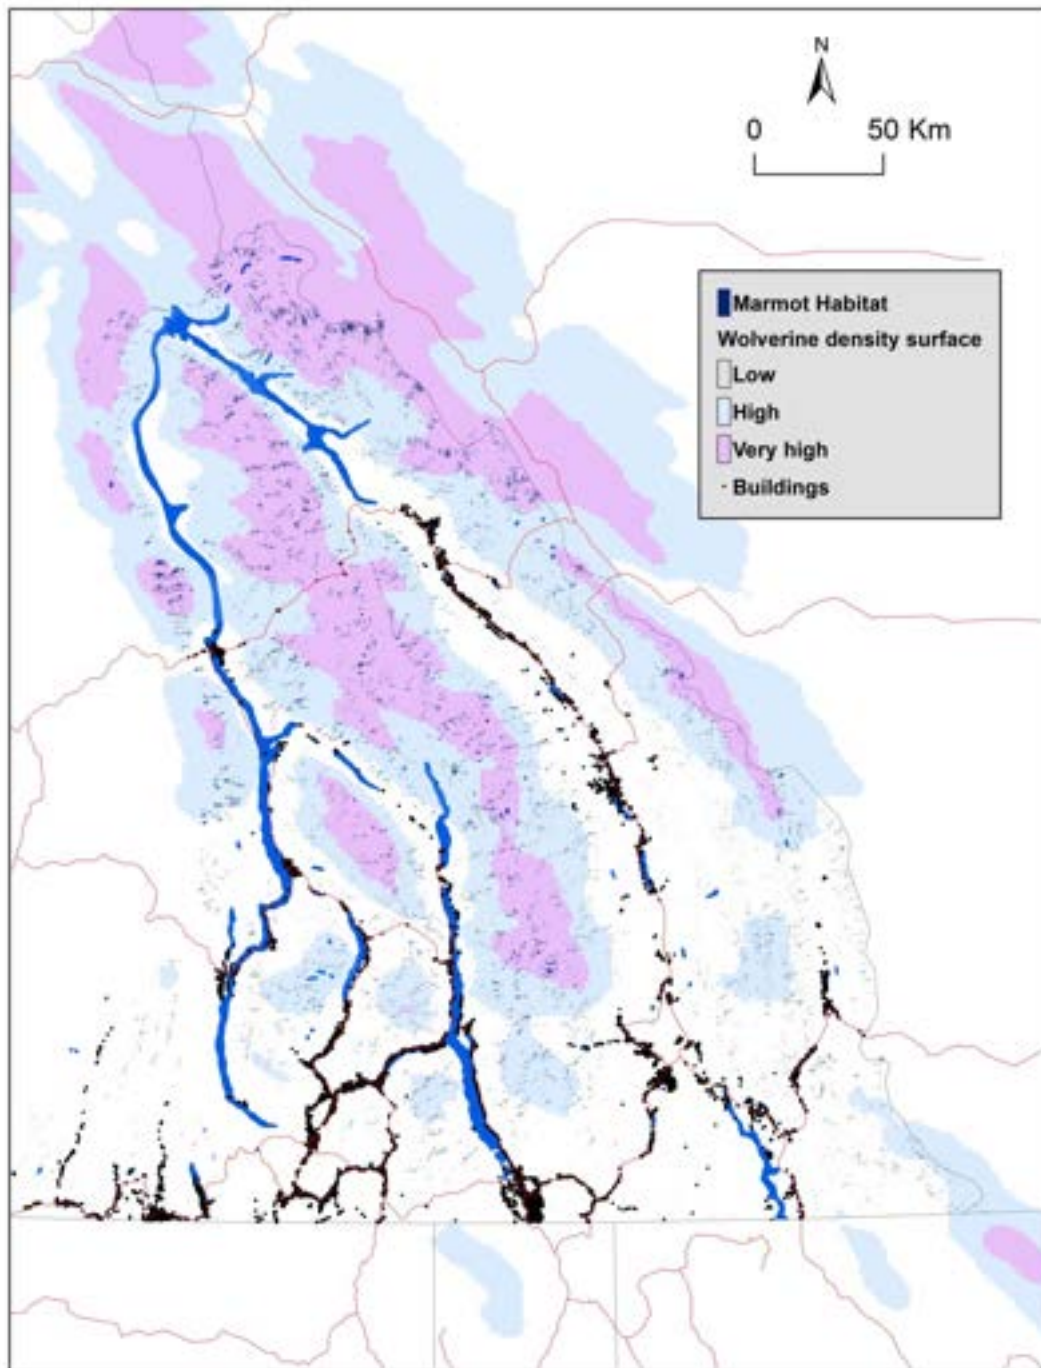 N
0 50 Km
Marmot Habitat
Wolverine density surface
Low
High
Very high
Buildings